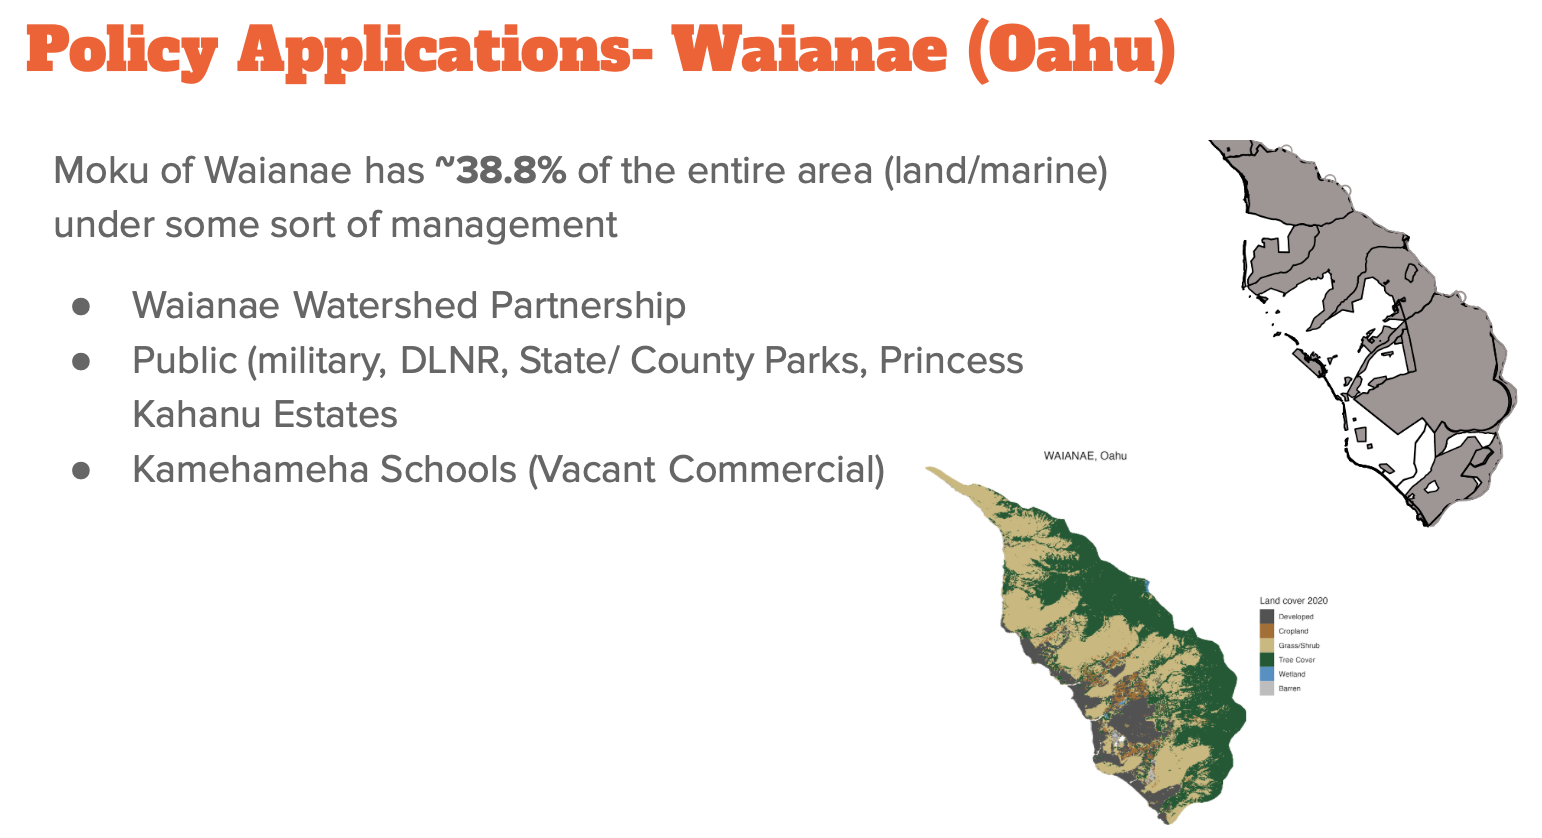 Policy Applications- Waianae (Oahu)
Moku of Waianae has ~38.8% of the entire area (land/marine)
under some sort of management
● Waianae Watershed Partnership
● Public (military, DLNR, State/ County Parks, Princess
Kahanu Estates
● Kamehameha Schools (Vacant Commercial)
WAIANAE, Oahu
Land cover 2020
Developed
Cropland
Grass/Shrub
Tree Cover
Wetland
Barren